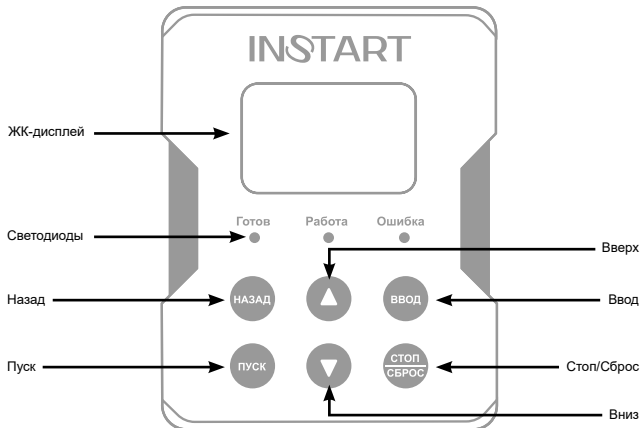 INSTART
ЖК-дисплей
Готов Работа Ошибка
Светодиоды
Вверх
Назад НАЗАД ВВОД Ввод
Пуск ПУСК СТОП Стоп/Сброс
СБРОС
Вниз